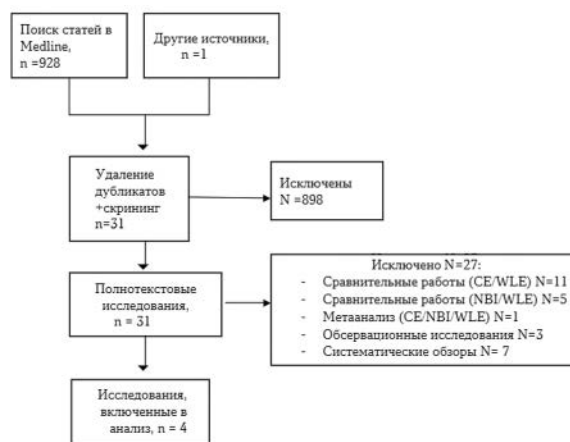 Поиск статей в
Medline,
n =928
Другие источники,
n =1
Удаление
дубликатов
+скрининг
n=31
Исключены
N =898
Полнотекстовые
исследования,
n = 31
Исключено N=27:
- Сравнительные работы (CE/WLE) N=11
- Сравнительные работы (NBI/WLE) N=5
- Метаанализ (CE/NBI/WLE) N=1
- Обсервационные исследования N=3
- Систематические обзоры N= 7
Исследования,
включенные в
анализ, n = 4